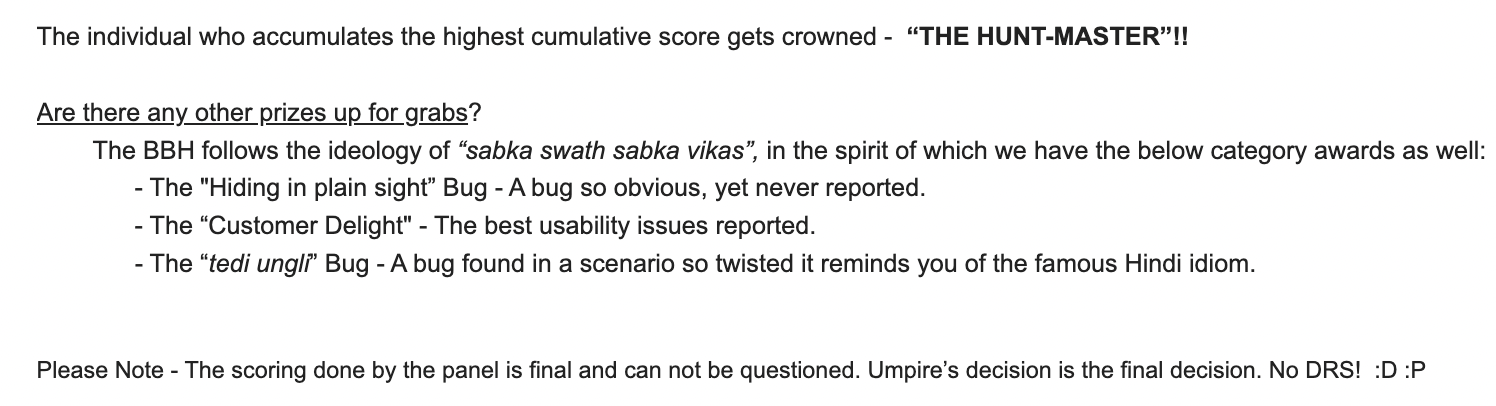 The individual who accumulates the highest cumulative score gets crowned -  “THE HUNT-MASTER”!!
Are there any other prizes up for grabs?
The BBH follows the ideology of “sabka swath sabka vikas”, in the spirit of which we have the below category awards as well:
- The "Hiding in plain sight” Bug - A bug so obvious, yet never reported.
- The “Customer Delight" - The best usability issues reported.
- The “tedi ungli” Bug - A bug found in a scenario so twisted it reminds you of the famous Hindi idiom.
Please Note - The scoring done by the panel is final and can not be questioned. Umpire’s decision is the final decision. No DRS!  :D :P